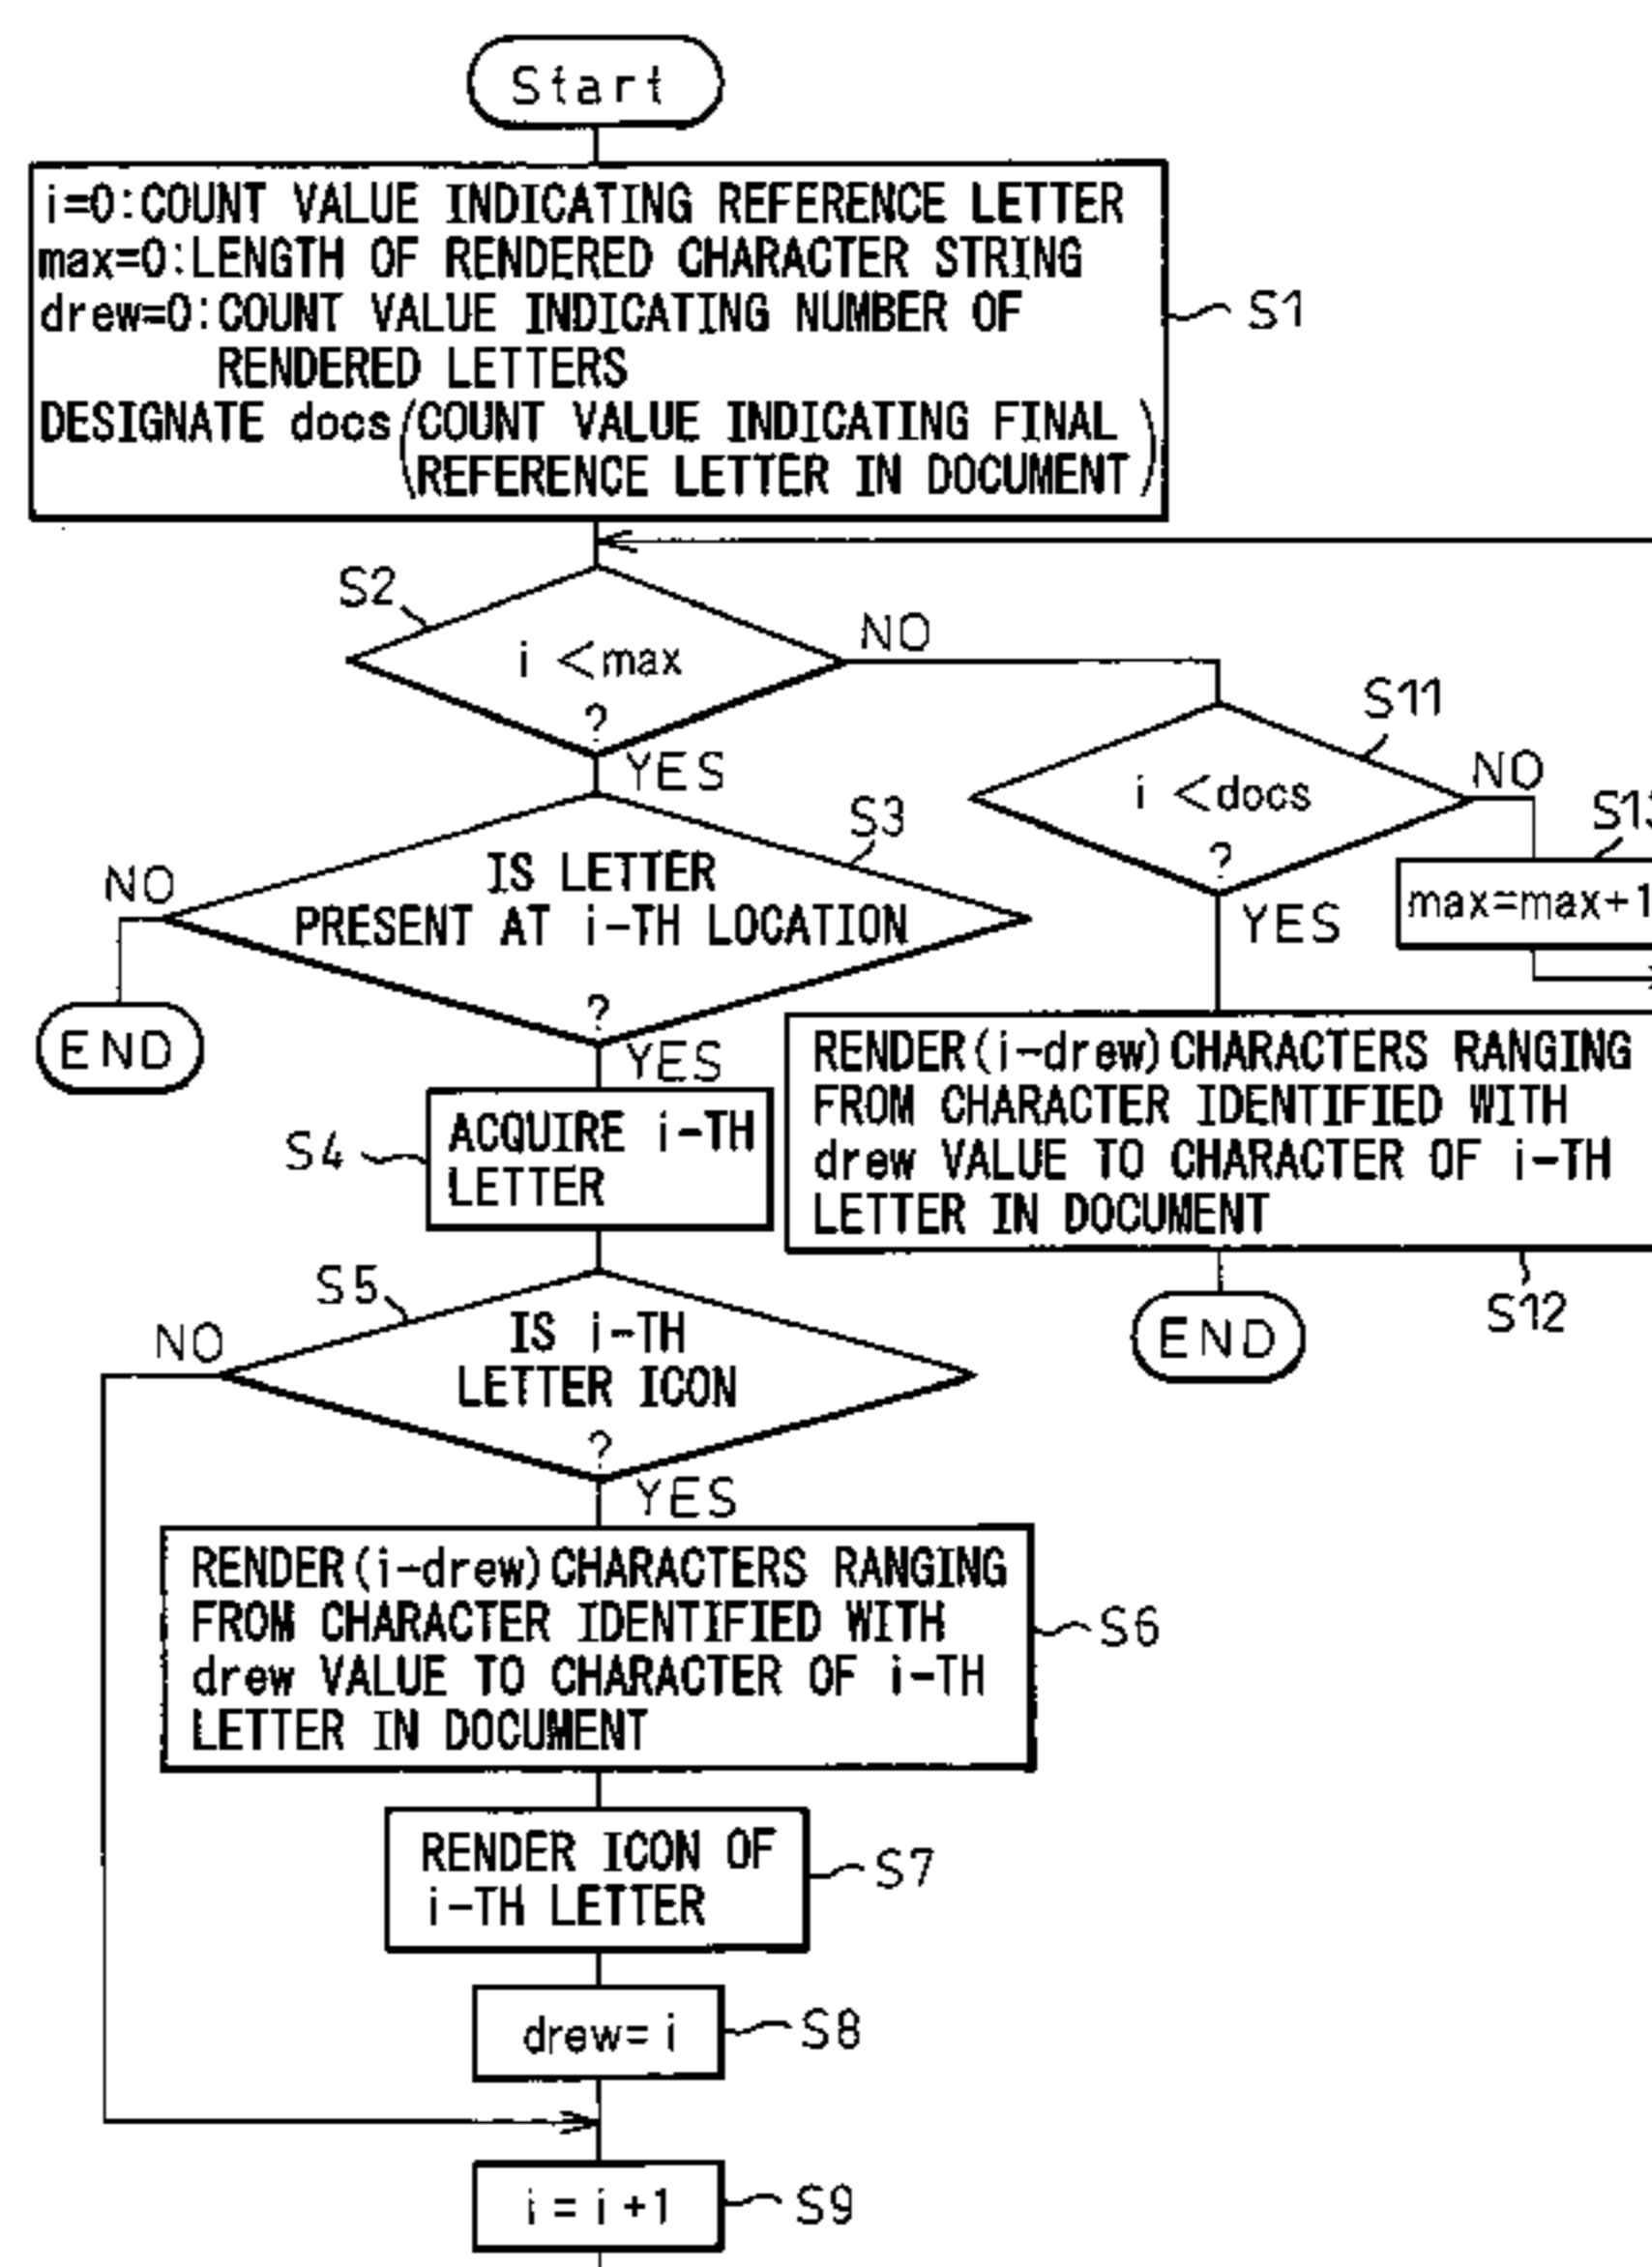 Start
i=0:COUNT VALUE INDICATING REFERENCE LETTER
max=0:LENGTH OF RENDERED CHARACTER STRING
drew=0:COUNT VALUE INDICATING NUMBER OF
RENDERED LETTERS
DESIGNATE docs(COUNT VALUE INDICATING FINAL
REFERENCE LETTER IN DOCUMENT)
S1
S2
i <max
?
NO
YES
S11
i <docs
?
NO
YES
max=max+1
S3
IS LETTER
PRESENT AT i-TH LOCATION
?
NO
END
YES
S4
ACQUIRE i-TH
LETTER
RENDER(i-drew)CHARACTERS RANGING
FROM CHARACTER IDENTIFIED WITH
drew VALUE TO CHARACTER OF i-TH
LETTER IN DOCUMENT
S12
END
S5
IS i-TH
LETTER ICON
?
NO
YES
RENDER(i-drew)CHARACTERS RANGING
FROM CHARACTER IDENTIFIED WITH
drew VALUE TO CHARACTER OF i-TH
LETTER IN DOCUMENT
S6
RENDER ICON OF
i-TH LETTER
S7
drew= i
S8
i = i +1
S9